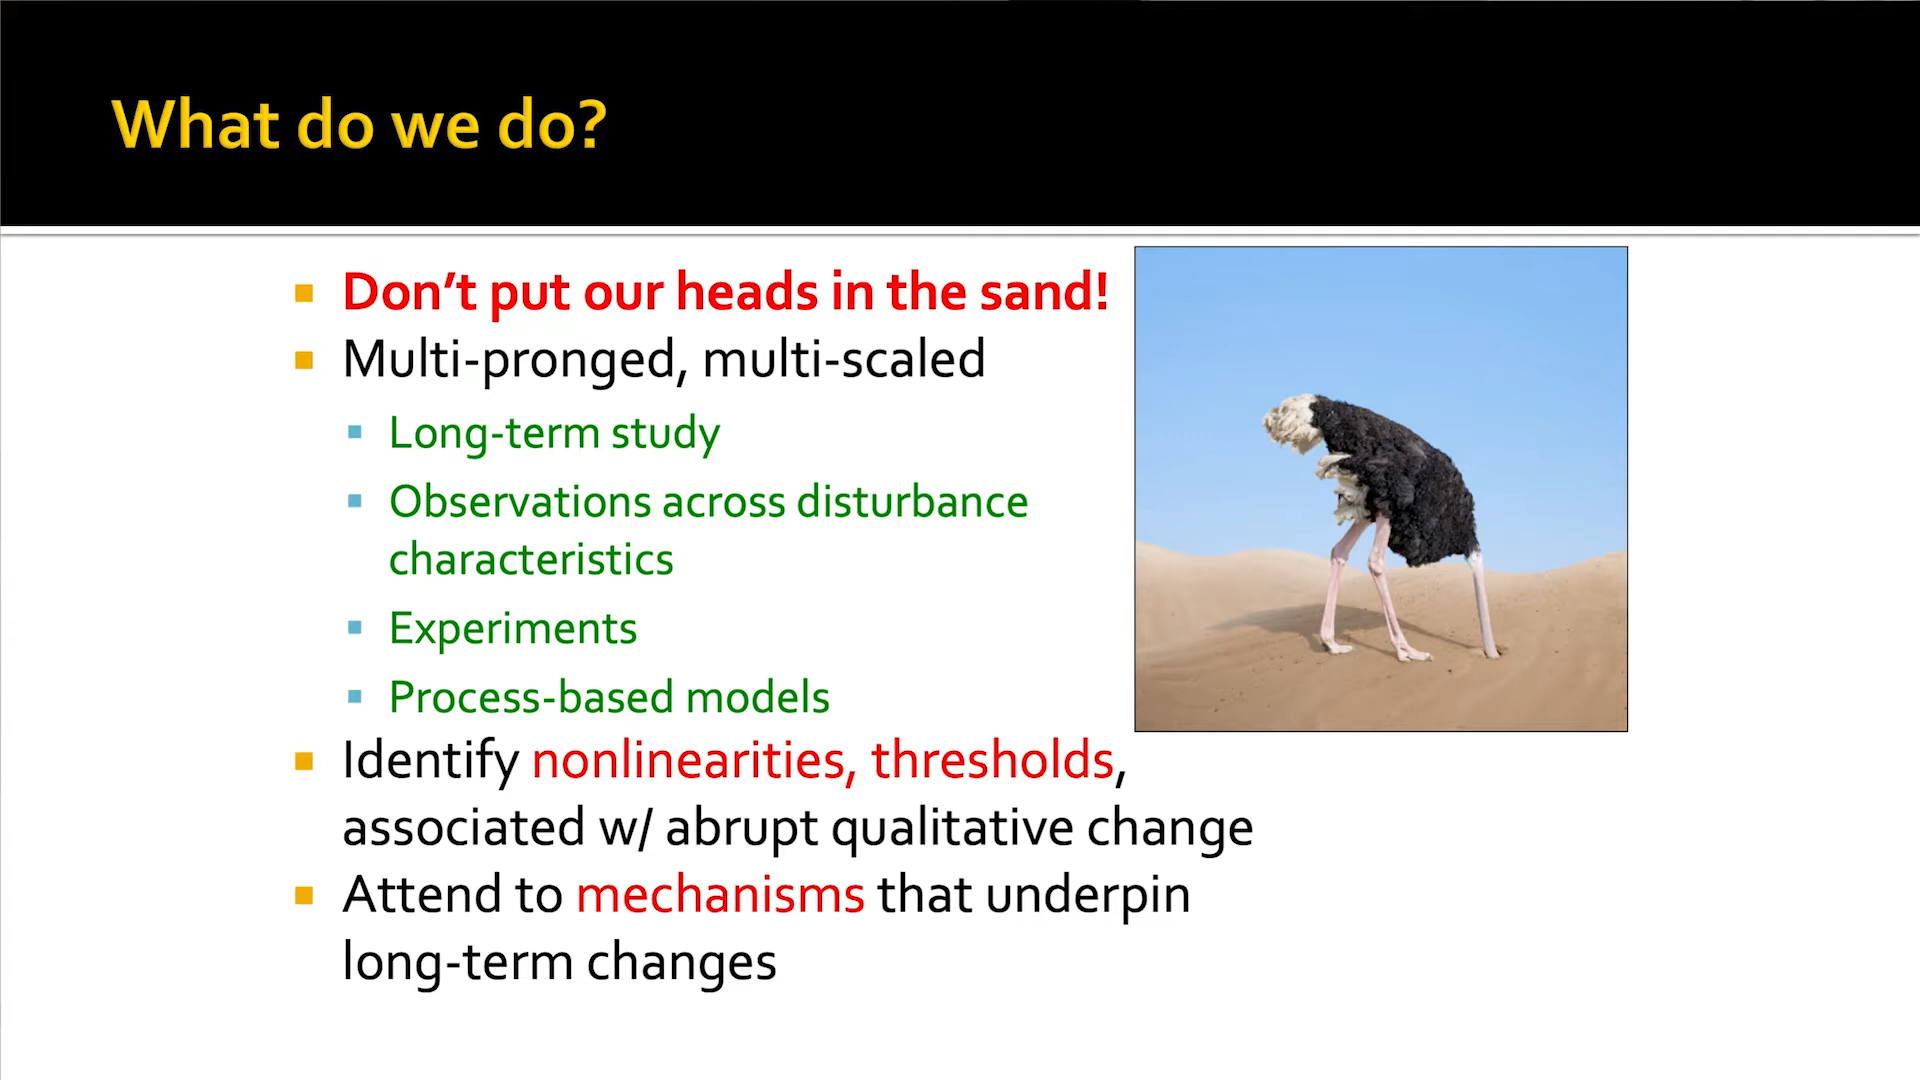 What do we do?
Don’t put our heads in the sand!
Multi-pronged, multi-scaled
Long-term study
Observations across disturbance
characteristics
Experiments
Process-based models
Identify nonlinearities, thresholds,
associated w/ abrupt qualitative change
Attend to mechanisms that underpin
long-term changes